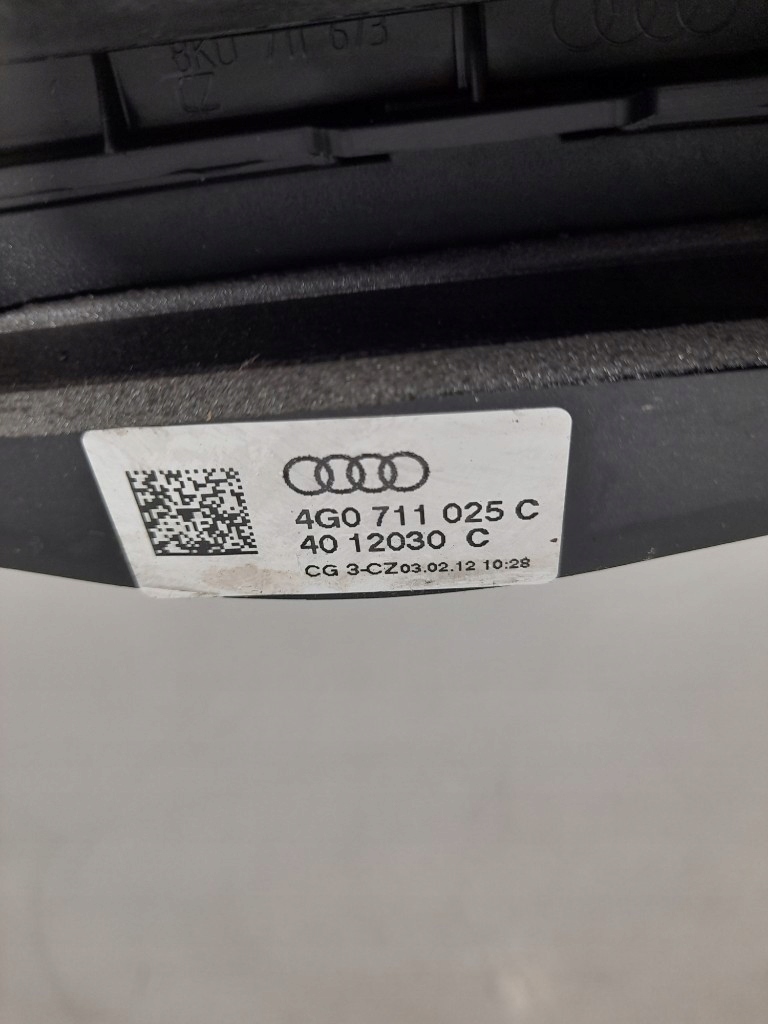 8K0 711 673
CZ
4G0 711 025 C
40 12030 C
CG 3-CZ03.02.12 10:28